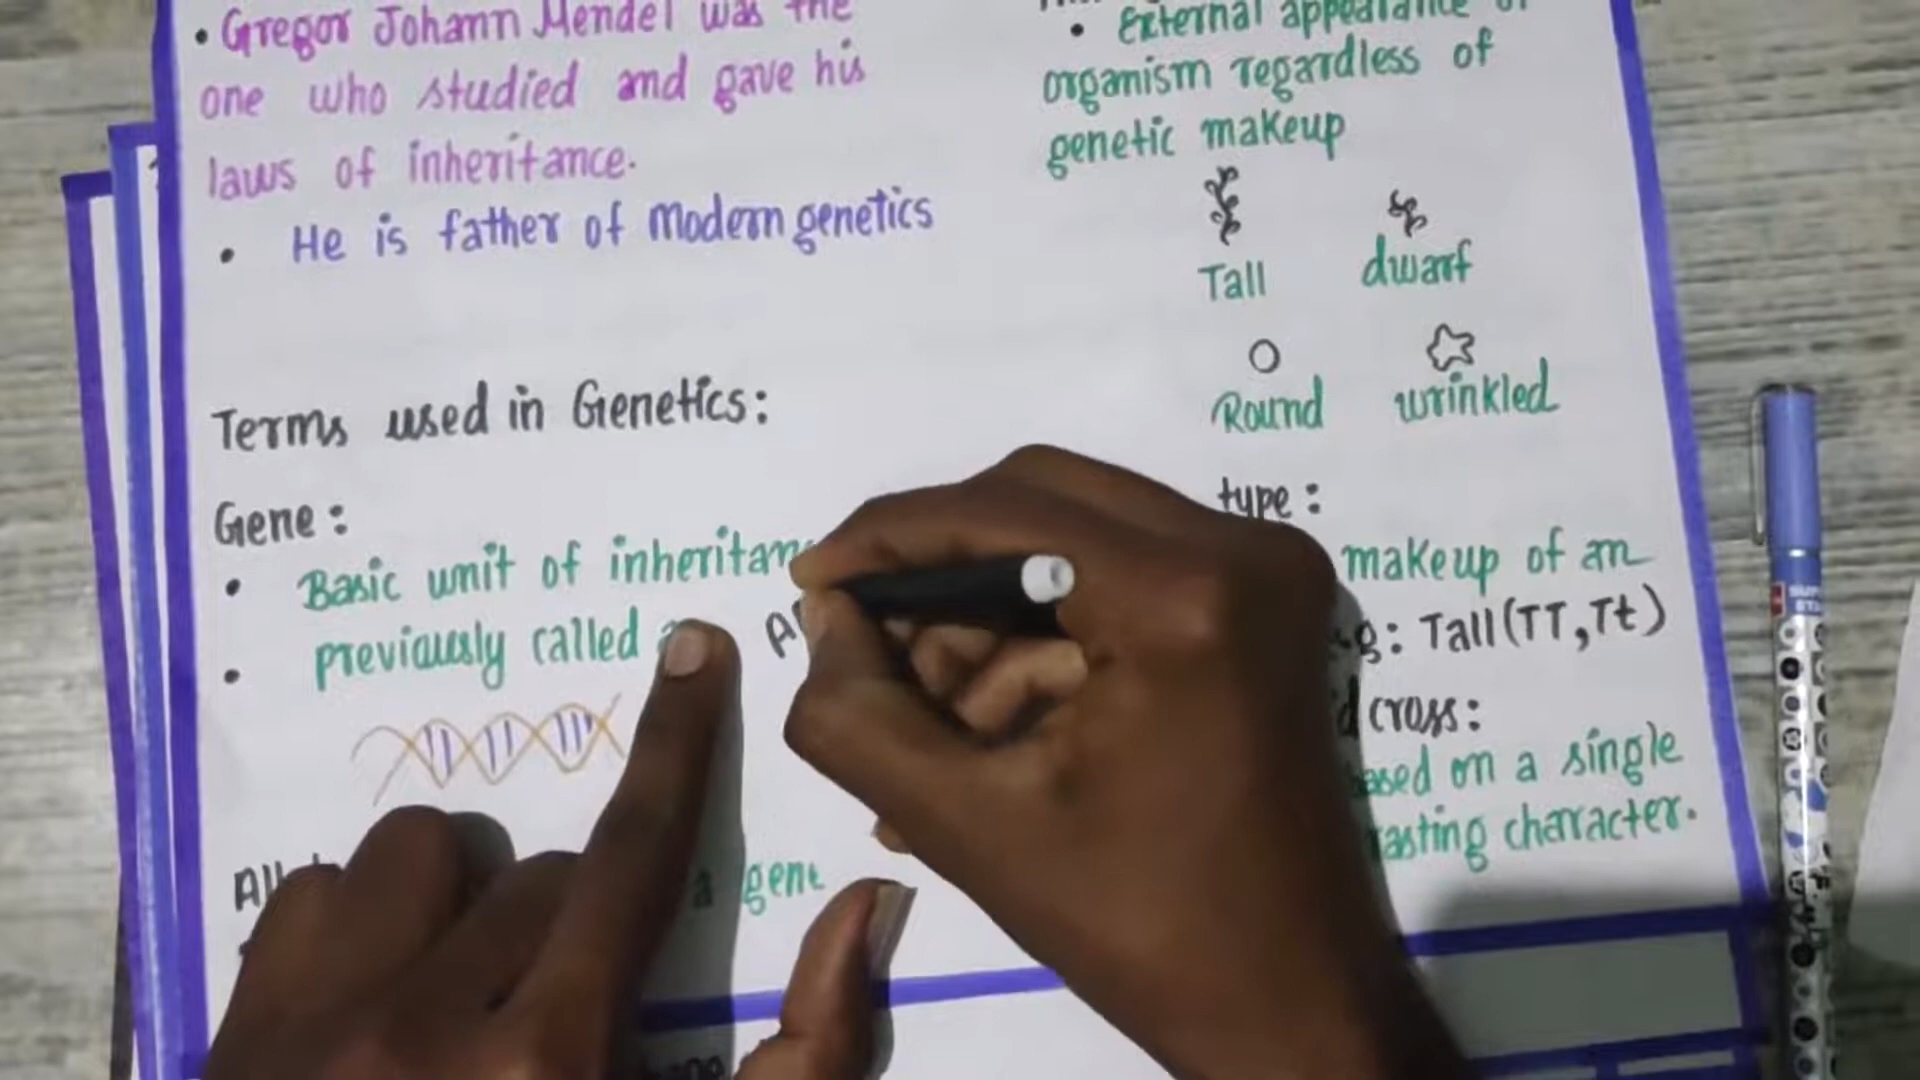 • Gregor Johann Mendel was the
one who studied and gave his
laws of inheritance.
• He is father of Modern genetics
Terms used in Genetics:
Gene:
• Basic unit of
• previously called
a gene
• External appearance of
organism regardless of
genetic makeup
Tall dwarf
Round wrinkled
type:
makeup of an
g: Tall (TT, Tt)
cross:
based on a single
character.